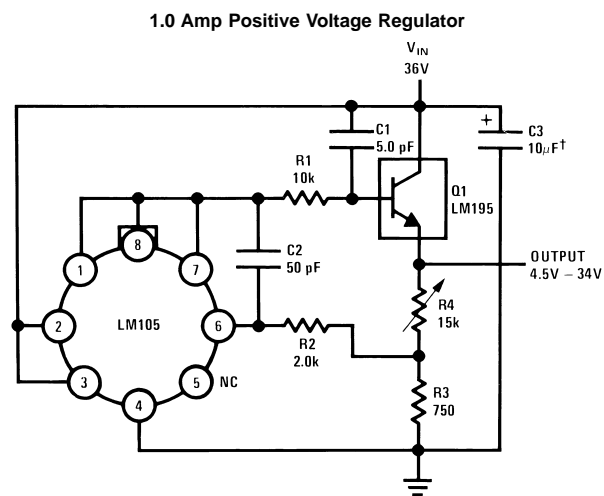 1.0 Amp Positive Voltage Regulator
VIN
36V
C1
5.0 pF
+
C3
10μF†
R1
10k
Q1
LM195
8
1
7
C2
50 pF
OUTPUT
4.5V – 34V
R4
15k
2
LM105
6
R2
2.0k
3
5
NC
4
R3
750